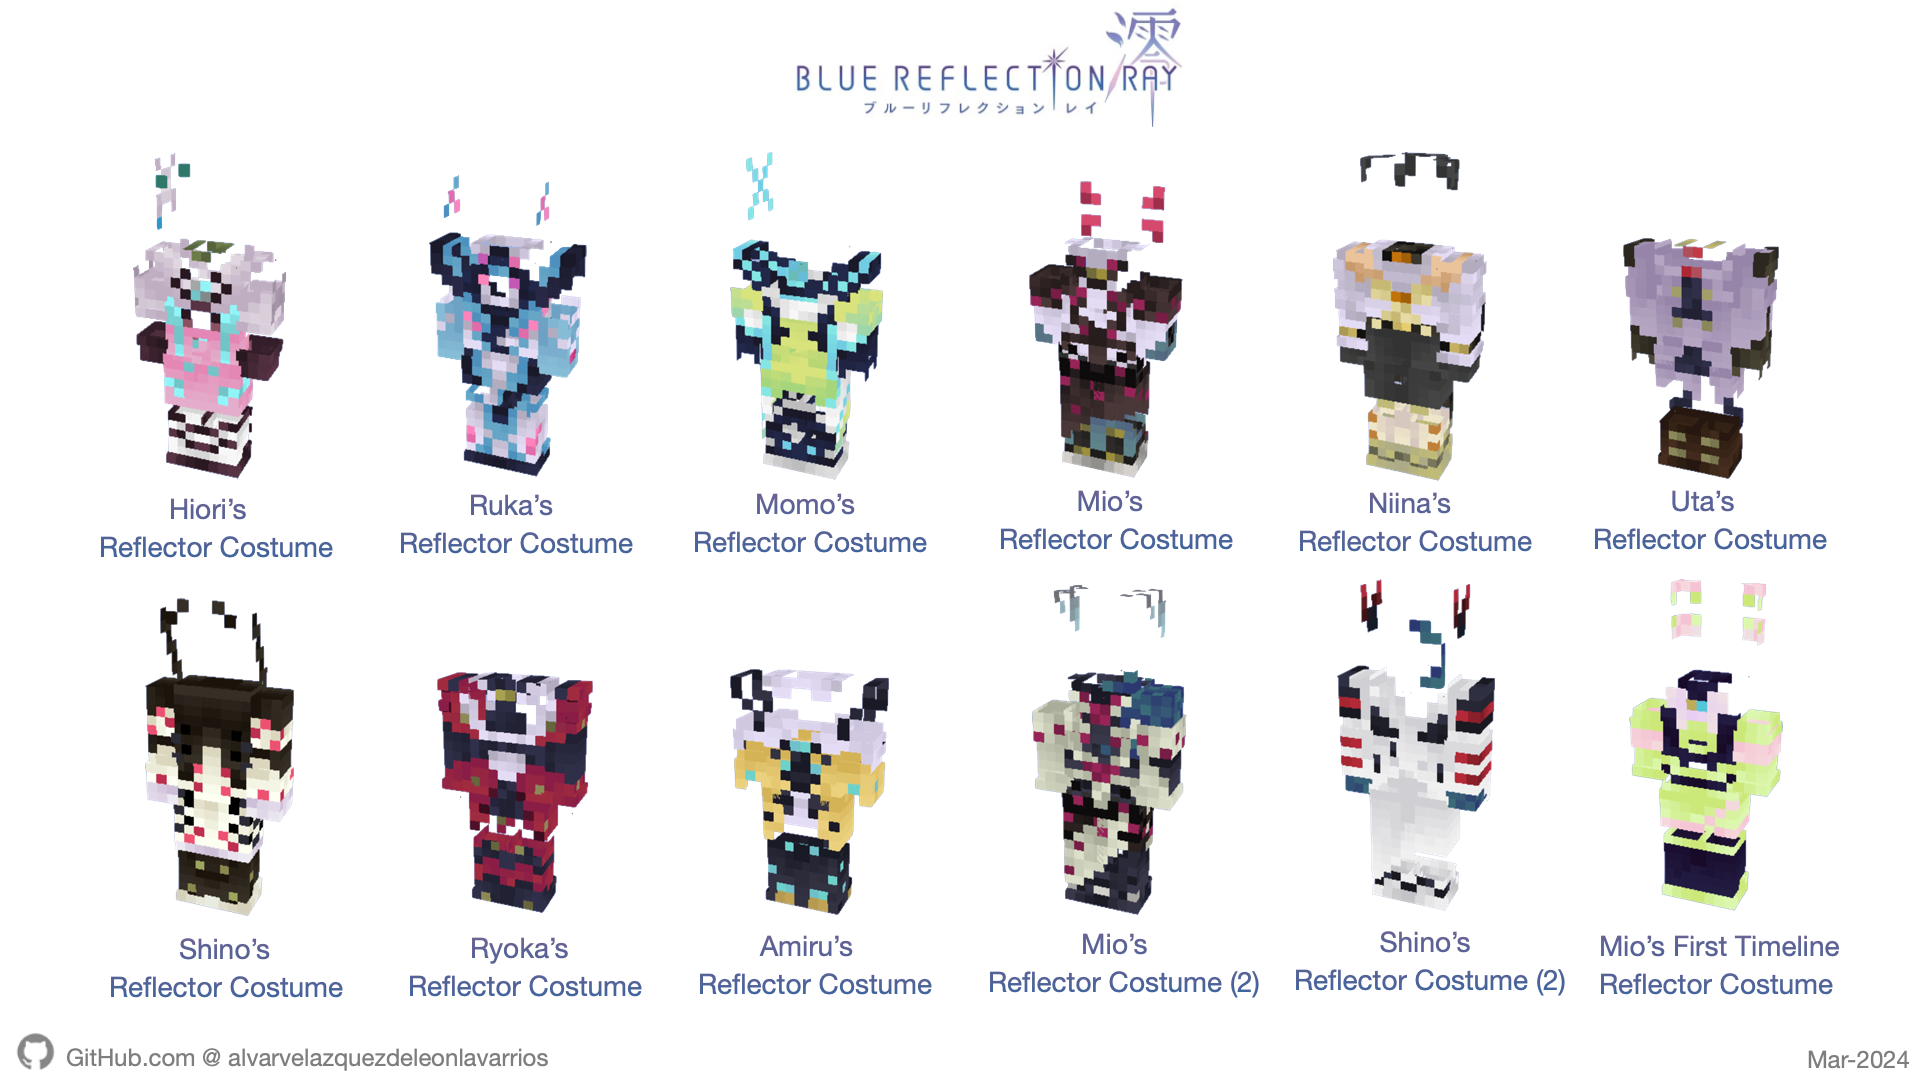 澪
BLUE REFLECTION RAY
ブルーリフレクション レイ
Hiori’s
Reflector Costume
Ruka’s
Reflector Costume
Momo’s
Reflector Costume
Mio’s
Reflector Costume
Niina’s
Reflector Costume
Uta’s
Reflector Costume
Shino’s
Reflector Costume
Ryoka’s
Reflector Costume
Amiru’s
Reflector Costume
Mio’s
Reflector Costume (2)
Shino’s
Reflector Costume (2)
Mio’s First Timeline
Reflector Costume
GitHub.com @ alvarvelazquezdeleonlavarrios
Mar-2024